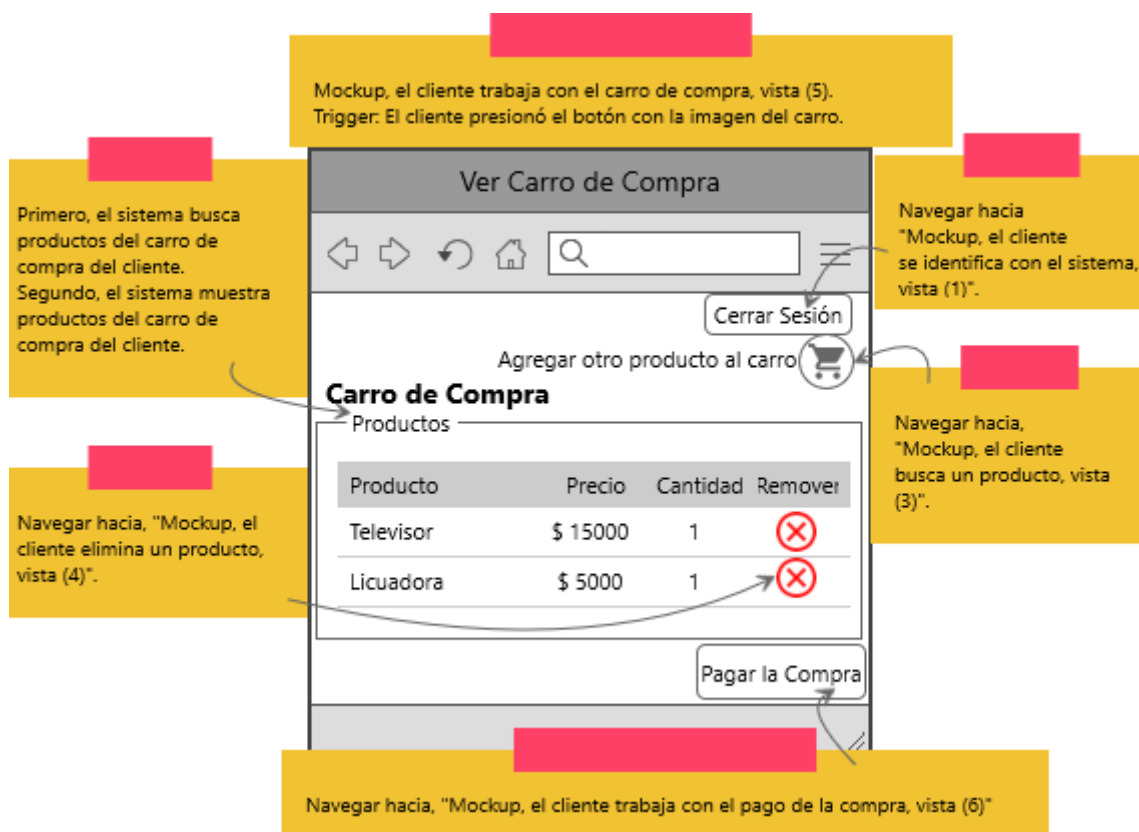 Mockup, el cliente trabaja con el carro de compra, vista (5).
Trigger: El cliente presionó el botón con la imagen del carro.
Primero, el sistema busca
productos del carro de
compra del cliente.
Segundo, el sistema muestra
productos del carro de
compra del cliente.
Ver Carro de Compra
Navegar hacia
"Mockup, el cliente
se identifica con el sistema,
vista (1)".
Cerrar Sesión
Agregar otro producto al carro
Carro de Compra
Productos
Producto Precio Cantidad Remover
Televisor $ 15000 1
Licuadora $ 5000 1
Navegar hacia,
"Mockup, el cliente
busca un producto, vista
(3)".
Navegar hacia, "Mockup, el
cliente elimina un producto,
vista (4)".
Pagar la Compra
Navegar hacia, "Mockup, el cliente trabaja con el pago de la compra, vista (6)"